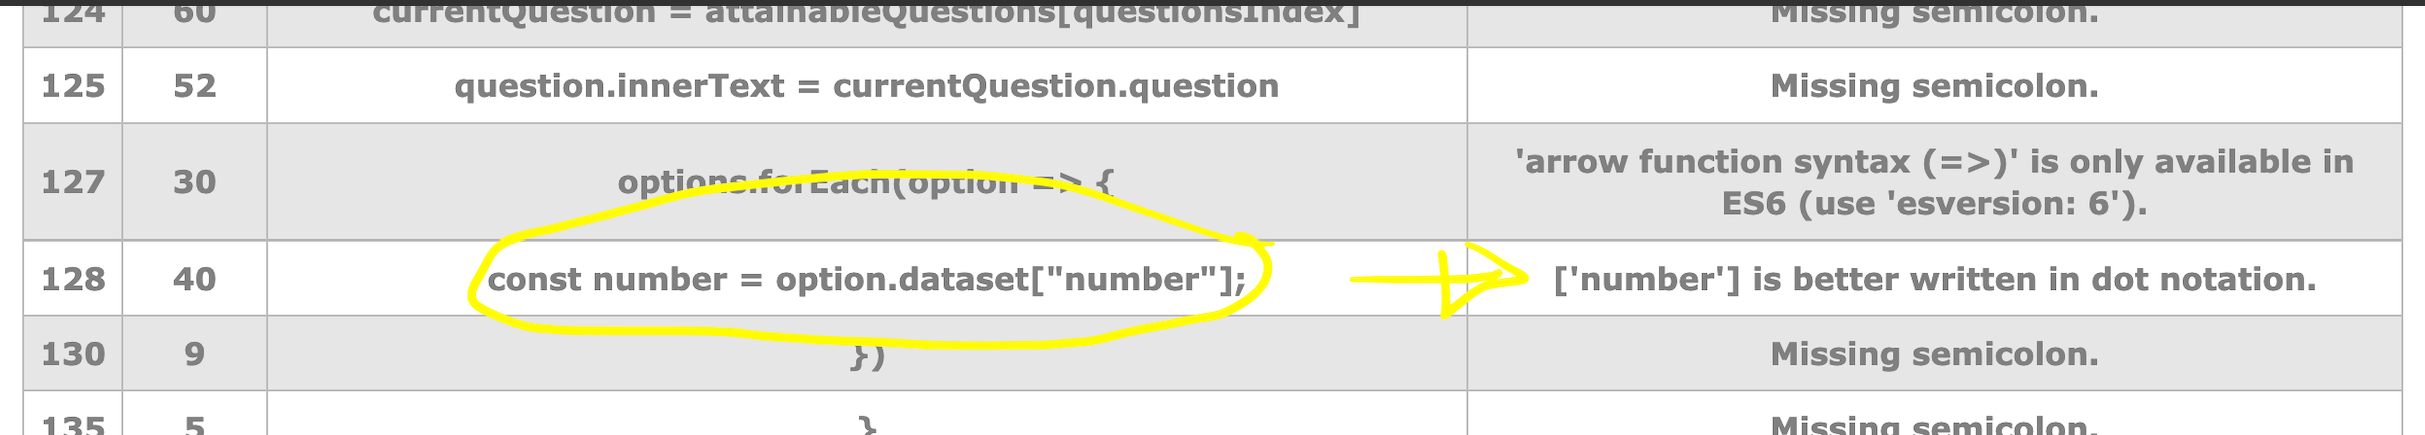 124 60 currentQuestion = attainableQuestions[questionsIndex] Missing semicolon.
125 52 question.innerText = currentQuestion.question Missing semicolon.
127 30 options.forEach(option => { 'arrow function syntax (=>)' is only available in
ES6 (use 'esversion: 6').
128 40 const number = option.dataset["number"]; ['number'] is better written in dot notation.
130 9 }) Missing semicolon.
135 5 } Missing semicolon.